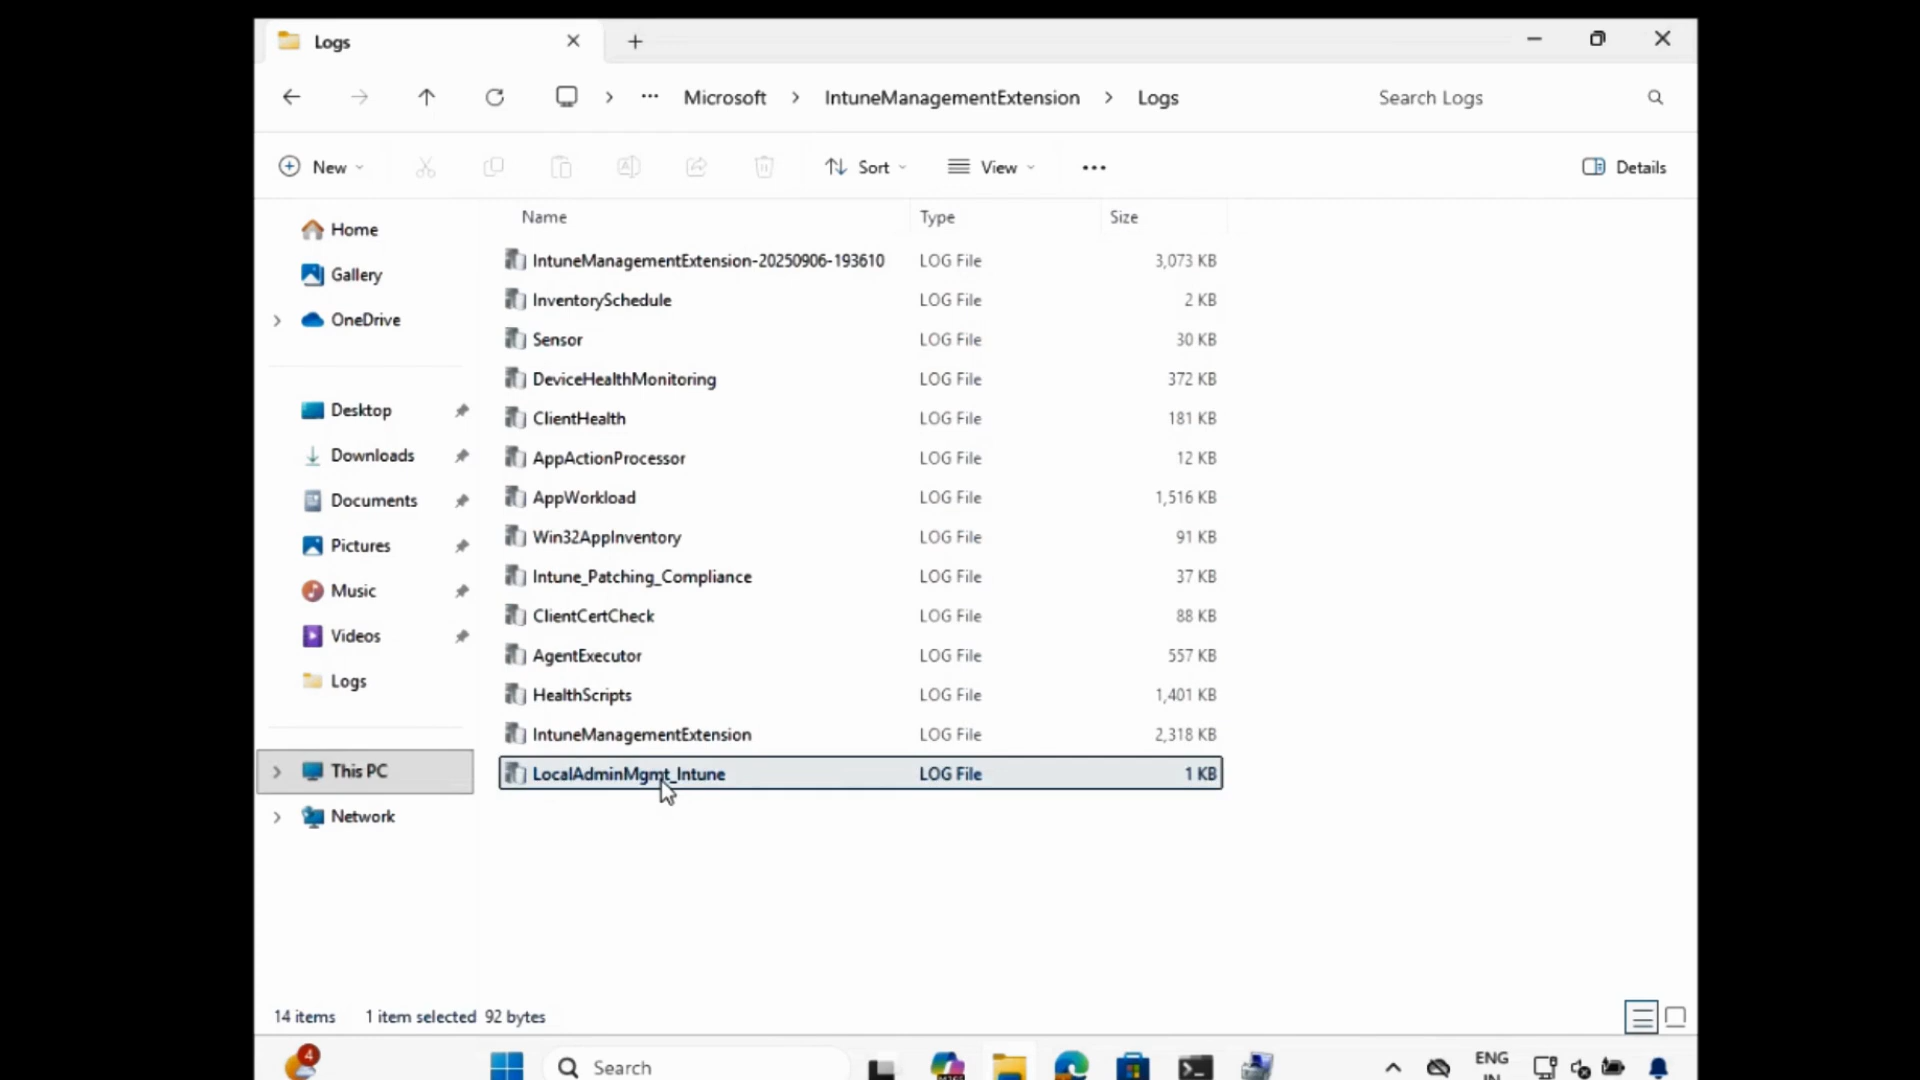 Logs
Microsoft
IntuneManagementExtension
Logs
Search Logs
New
Sort
View
Details
Name Type Size
Home
Gallery
OneDrive
Desktop
Downloads
Documents
Pictures
Music
Videos
Logs
This PC
Network
IntuneManagementExtension-20250906-193610 LOG File 3,073 KB
InventorySchedule LOG File 2 KB
Sensor LOG File 30 KB
DeviceHealthMonitoring LOG File 372 KB
ClientHealth LOG File 181 KB
AppActionProcessor LOG File 12 KB
AppWorkload LOG File 1,516 KB
Win32AppInventory LOG File 91 KB
Intune_Patching_Compliance LOG File 37 KB
ClientCertCheck LOG File 88 KB
AgentExecutor LOG File 557 KB
HealthScripts LOG File 1,401 KB
IntuneManagementExtension LOG File 2,318 KB
LocalAdminMgmt_Intune LOG File 1 KB
14 items 1 item selected 92 bytes
4
Search
ENG
IN